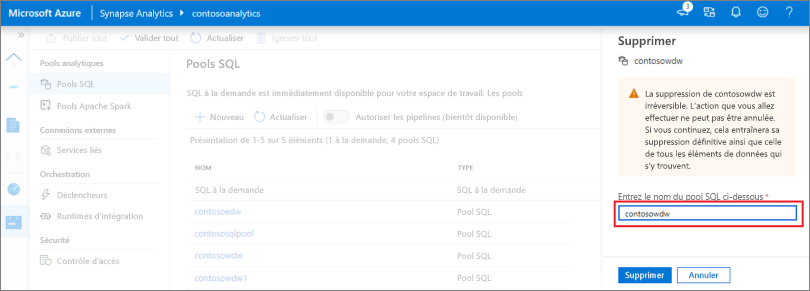 Microsoft Azure
Synapse Analytics
contosoanalytics
3
?
»
Publier tout
Valider tout
Actualiser
Ignorer tout
Pools analytiques
Pools SQL
Pools Apache Spark
Connexions externes
Services liés
Orchestration
Déclencheurs
Runtimes d'intégration
Sécurité
Contrôle d'accès
Pools SQL
SQL à la demande est immédiatement disponible pour votre espace de travail. Les pools
Nouveau
Actualiser
Autoriser les pipelines (bientôt disponible)
Présentation de 1-5 sur 5 éléments (1 à la demande, 4 pools SQL)
NOM TYPE
SQL à la demande SQL à la demande
contosoedw Pool SQL
contososqlpool Pool SQL
contosowdw Pool SQL
contosowdw1 Pool SQL
Supprimer
contosowdw
La suppression de contosowdw est
irréversible. L'action que vous allez
effectuer ne peut pas être annulée.
Si vous continuez, cela entraînera sa
suppression définitive ainsi que celle
de tous les éléments de données qui
s'y trouvent.
Entrez le nom du pool SQL ci-dessous *
contosowdw
Supprimer
Annuler